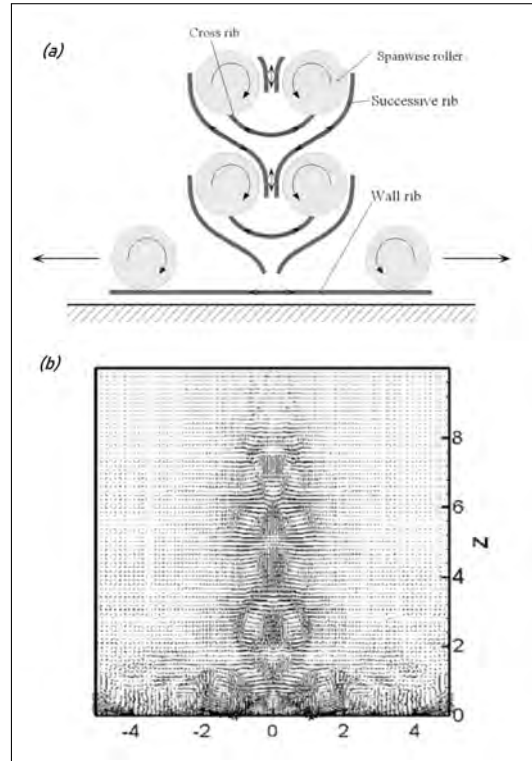 (a)
Cross rib
Spanwise roller
Successive rib
Wall rib
(b)
8
6
4
2
0
Z
-4 -2 0 2 4